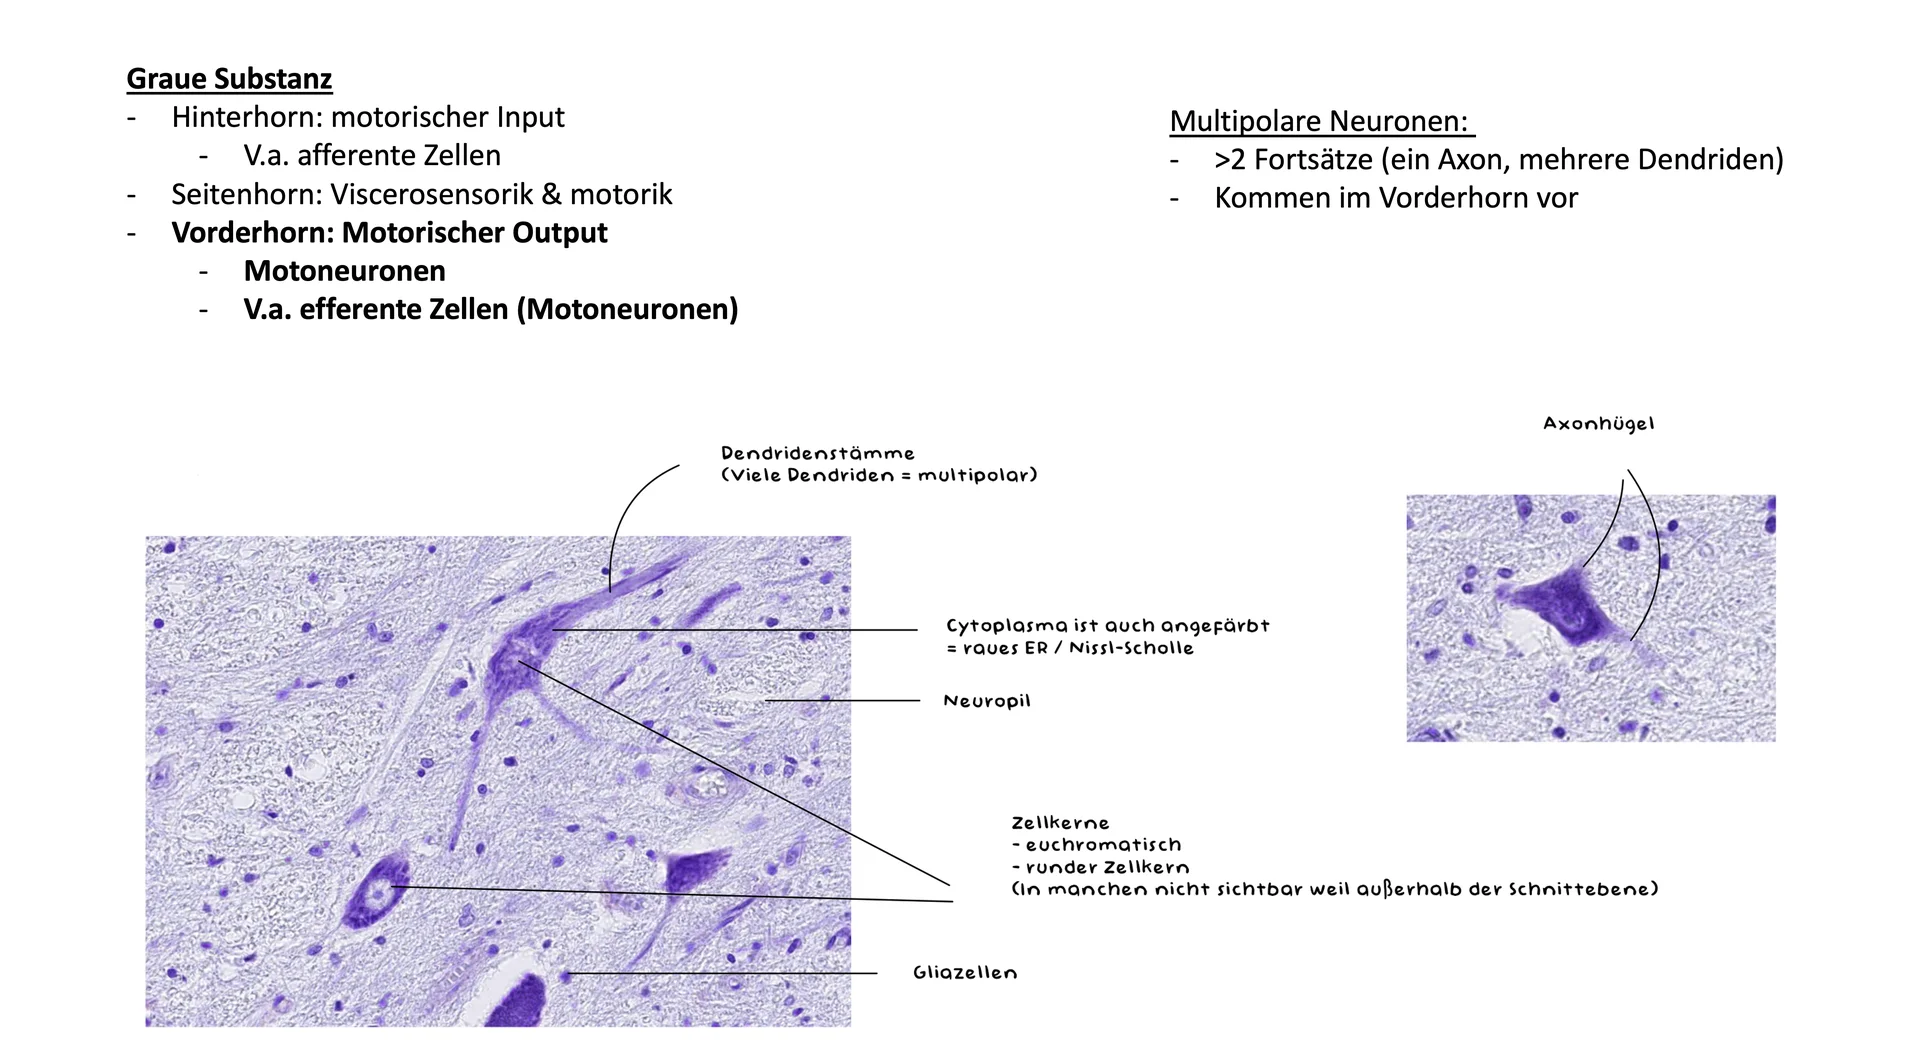 Graue Substanz
- Hinterhorn: motorischer Input
- V.a. afferente Zellen
- Seitenhorn: Viscerosensorik & motorik
- Vorderhorn: Motorischer Output
- Motoneuronen
- V.a. efferente Zellen (Motoneuronen)
Multipolare Neuronen:
- >2 Fortsätze (ein Axon, mehrere Dendriden)
- Kommen im Vorderhorn vor
Axonhügel
Dendridenstämme
(Viele Dendriden = multipolar)
Cytoplasma ist auch angefärbt
= raues ER / Nissl-Scholle
Neuropil
Zellkerne
- euchromatisch
- runder Zellkern
(In manchen nicht sichtbar weil außerhalb der Schnittebene)
Gliazellen